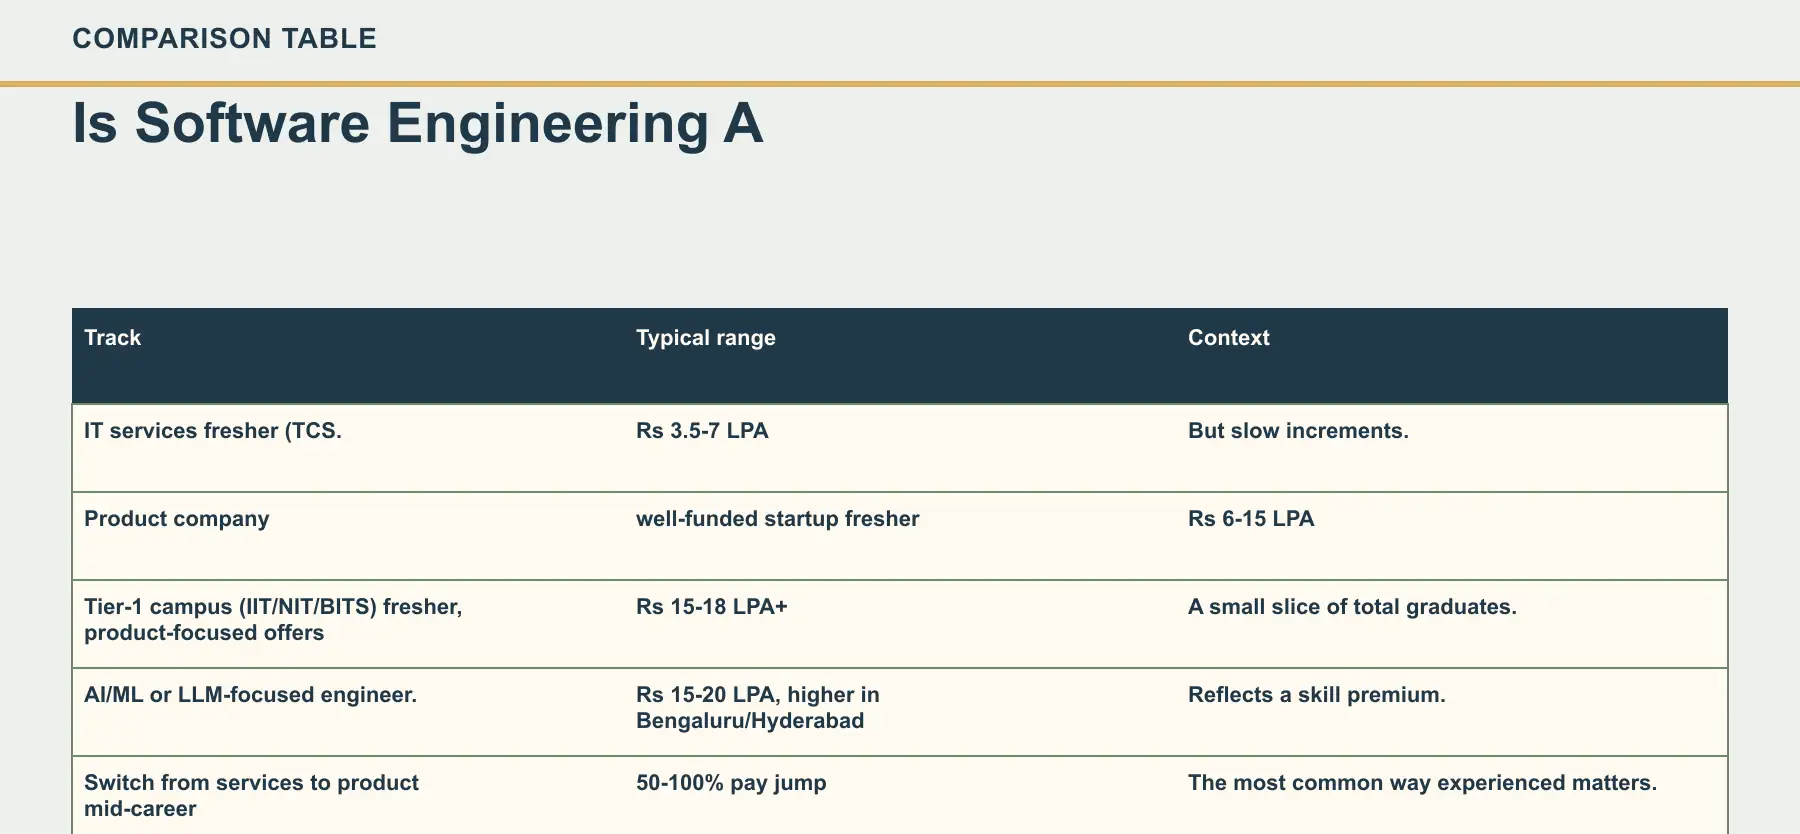 COMPARISON TABLE
Is Software Engineering A
Track Typical range Context
IT services fresher (TCS. Rs 3.5-7 LPA But slow increments.
Product company well-funded startup fresher Rs 6-15 LPA
Tier-1 campus (IIT/NIT/BITS) fresher, Rs 15-18 LPA+ A small slice of total graduates.
product-focused offers
AI/ML or LLM-focused engineer. Rs 15-20 LPA, higher in Reflects a skill premium.
Bengaluru/Hyderabad
Switch from services to product 50-100% pay jump The most common way experienced matters.
mid-career